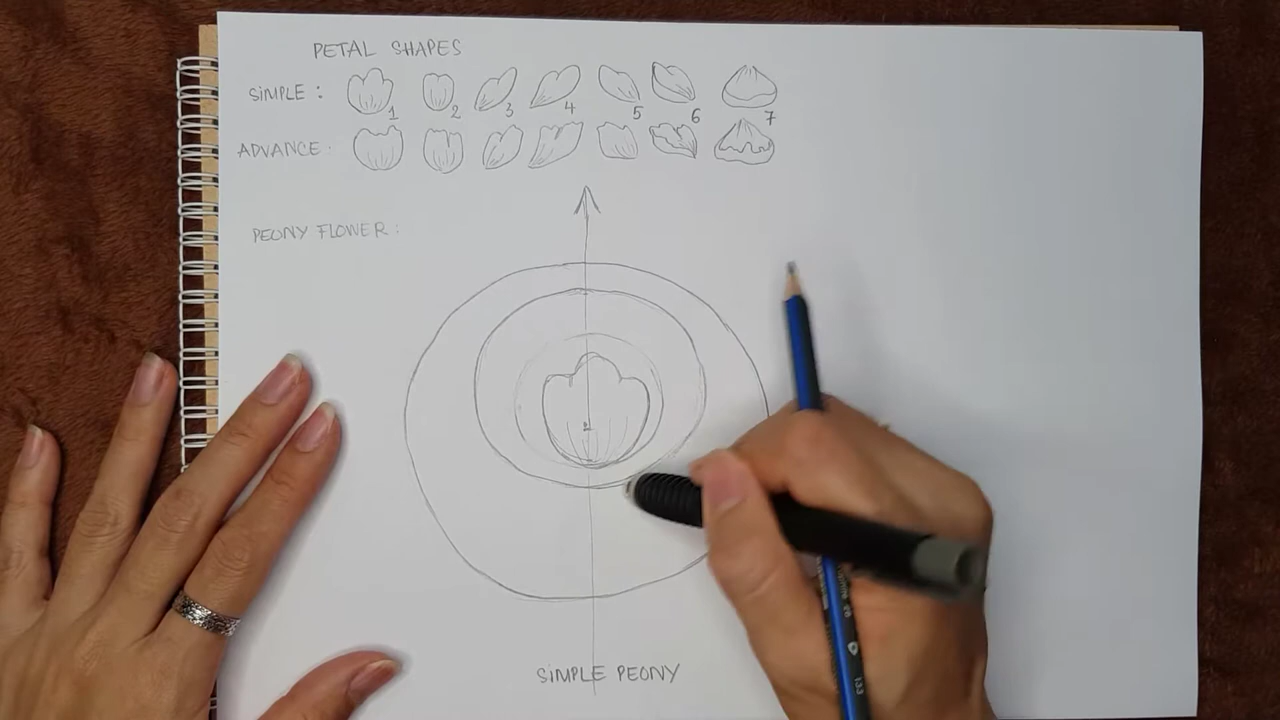 PETAL SHAPES
SIMPLE :
1 2 3 4 5 6 7
ADVANCE :
PEONY FLOWER :
SIMPLE PEONY